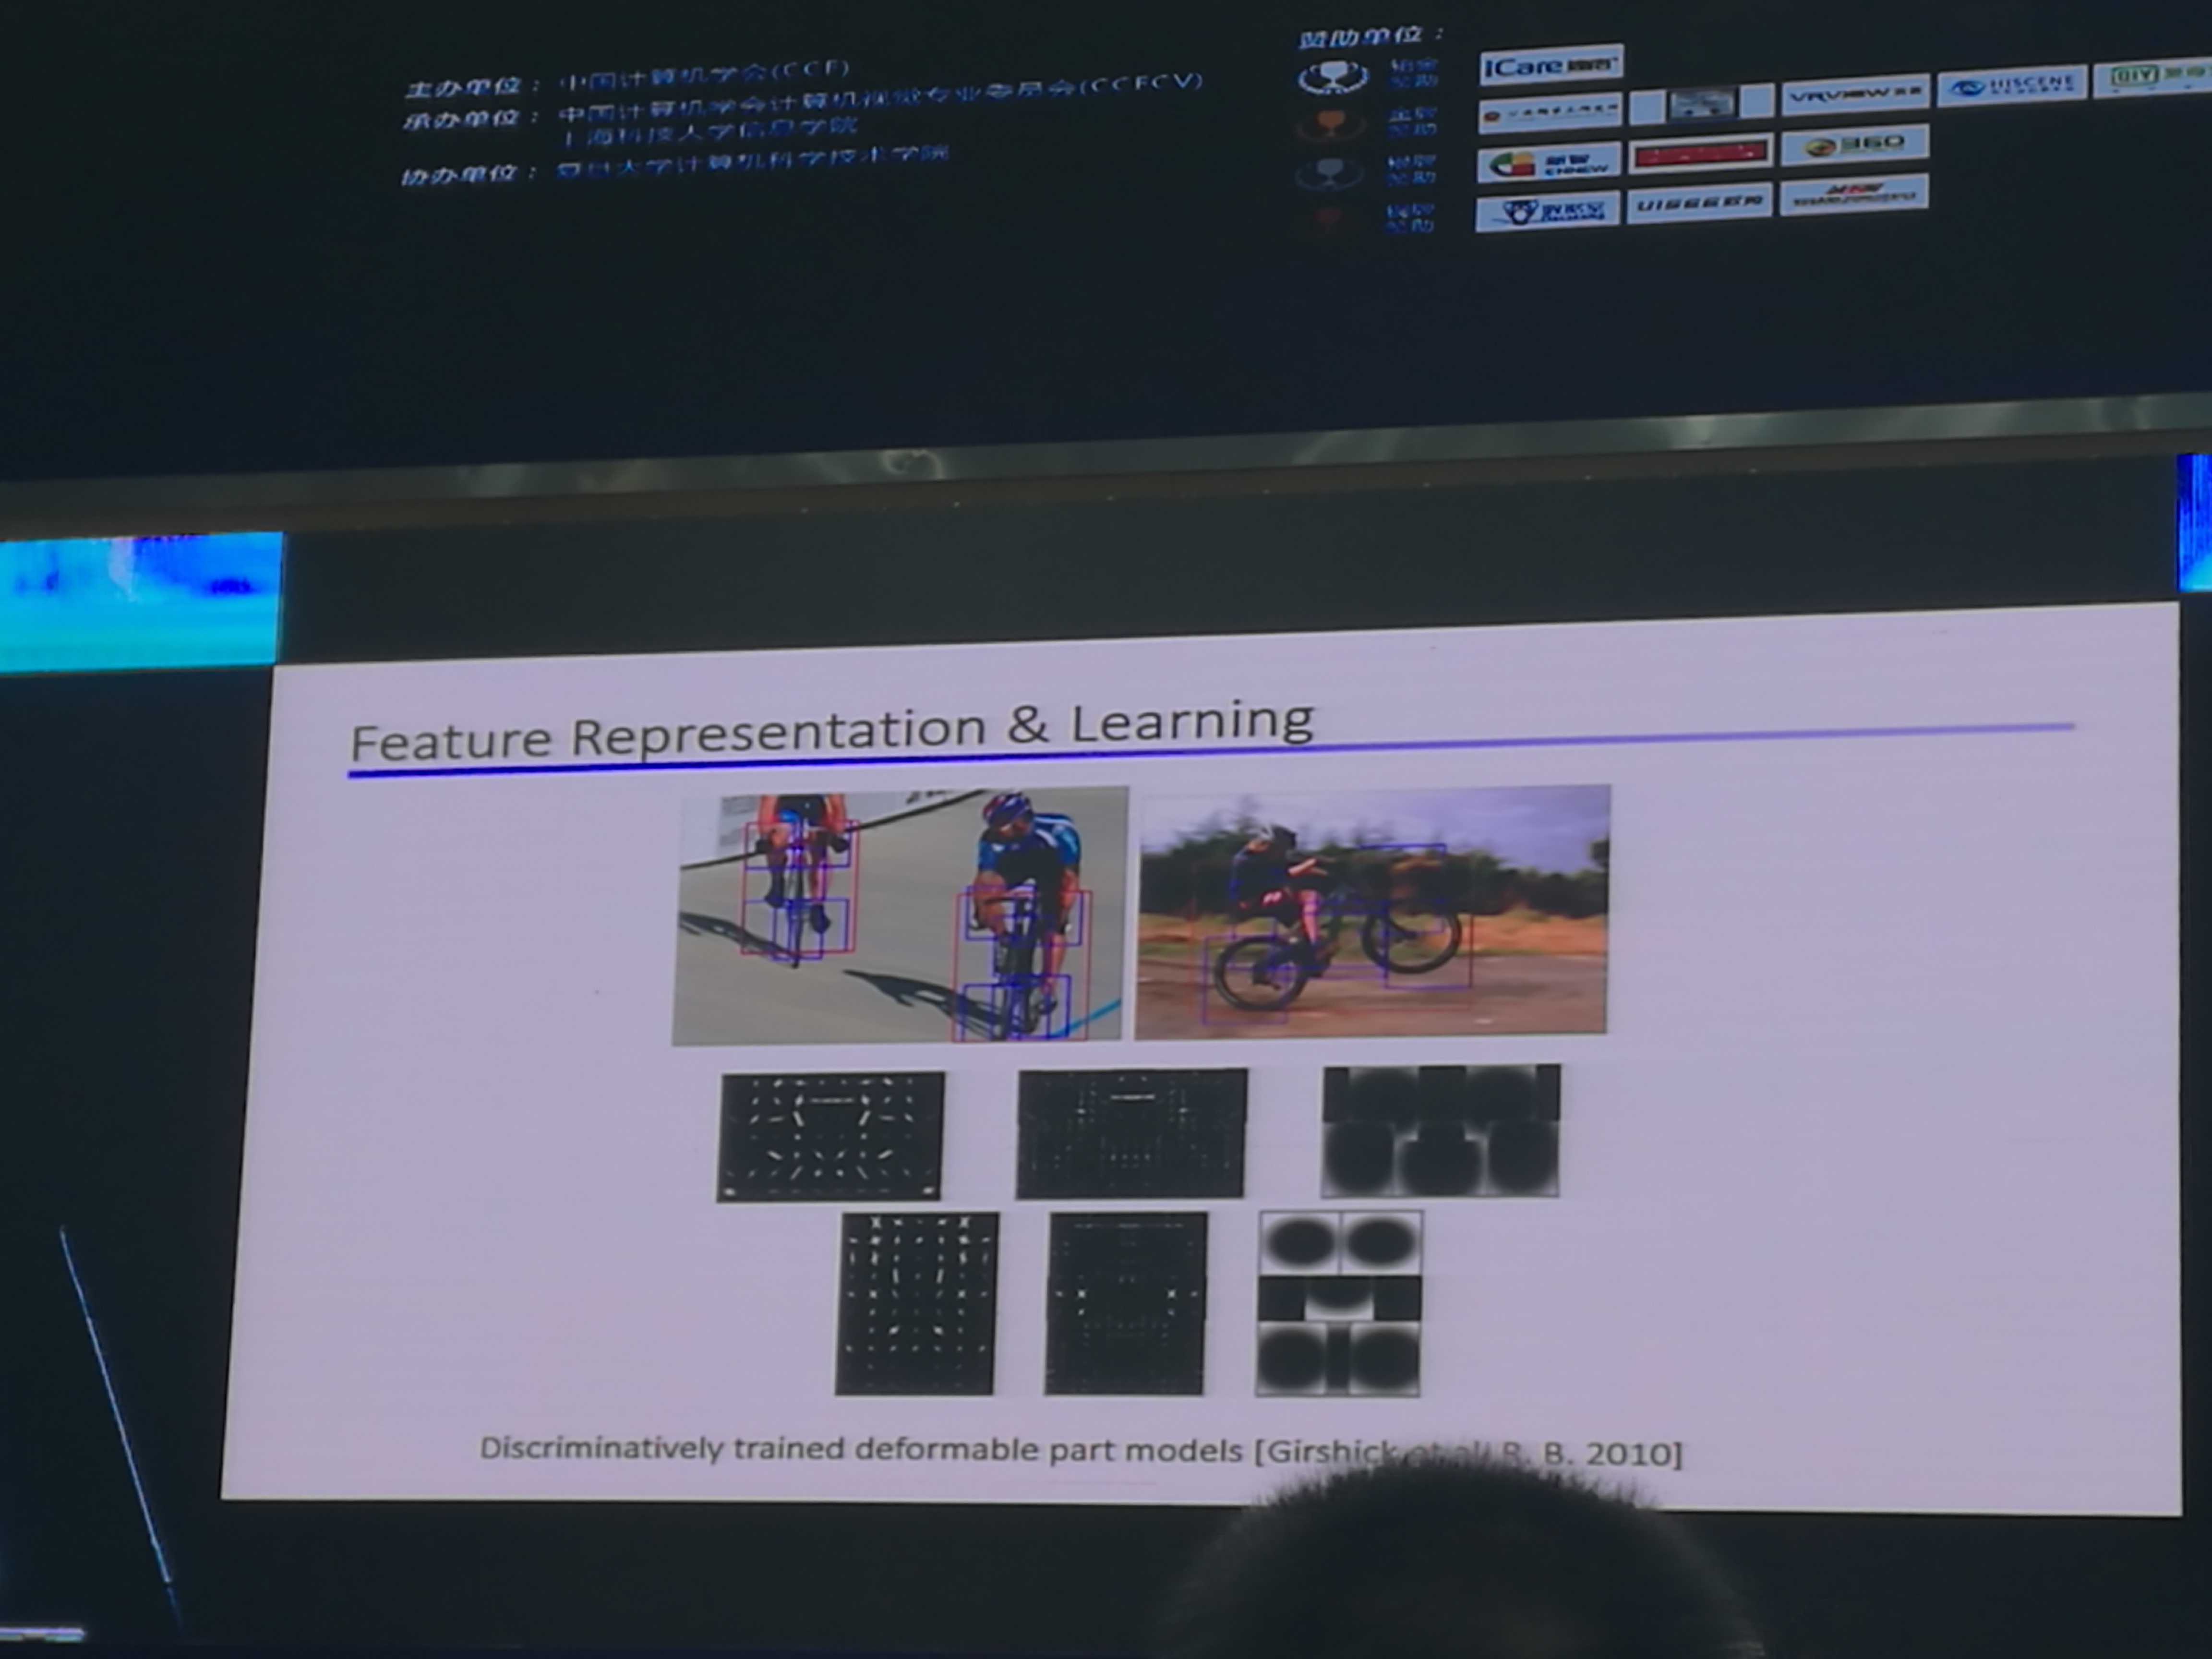 主办单位： 中国计算机学会(CCF)
承办单位： 中国计算机学会计算机视觉专业委员会(CCFCV)
上海科技大学信息学院
协办单位： 复旦大学计算机科学技术学院
赞助单位：
铂金
赞助
iCare
金牌
赞助
VRVIEW
HISCENE
QIY
银牌
赞助
360
铜牌
赞助
Feature Representation & Learning
Discriminatively trained deformable part models [Girshick et al. R. B. 2010]